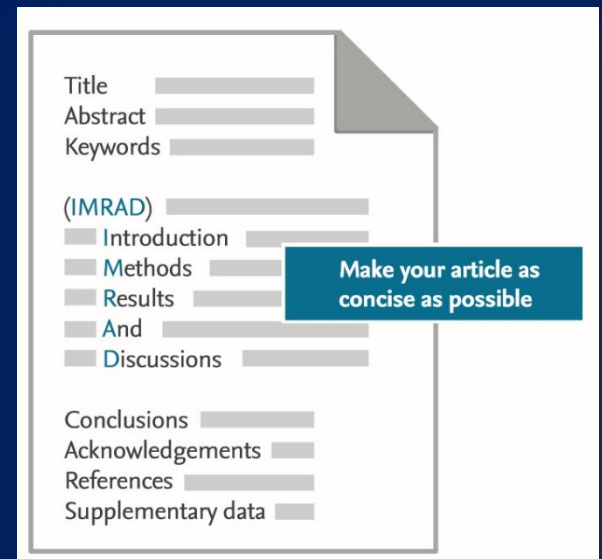 Title
Abstract
Keywords
(IMRAD)
Introduction
Methods
Results
And
Discussions
Make your article as
concise as possible
Conclusions
Acknowledgements
References
Supplementary data